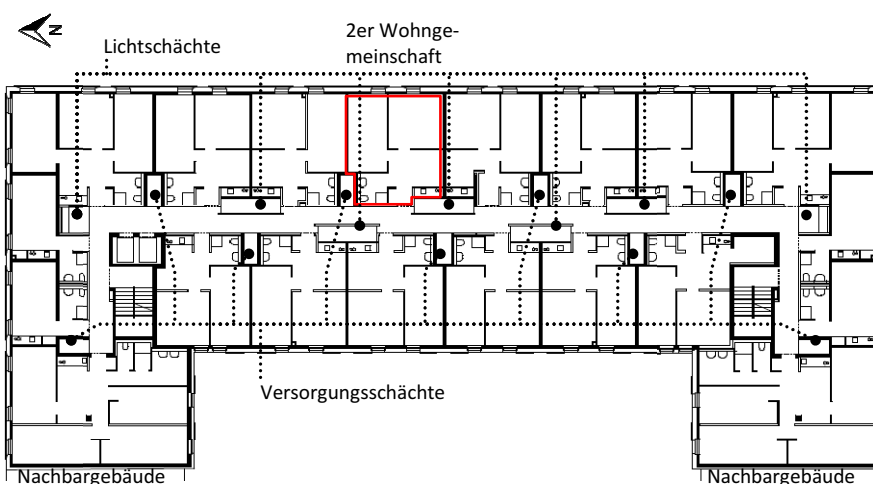 N
Lichtschächte
2er Wohnge-
meinschaft
Versorgungsschächte
Nachbargebäude
Nachbargebäude